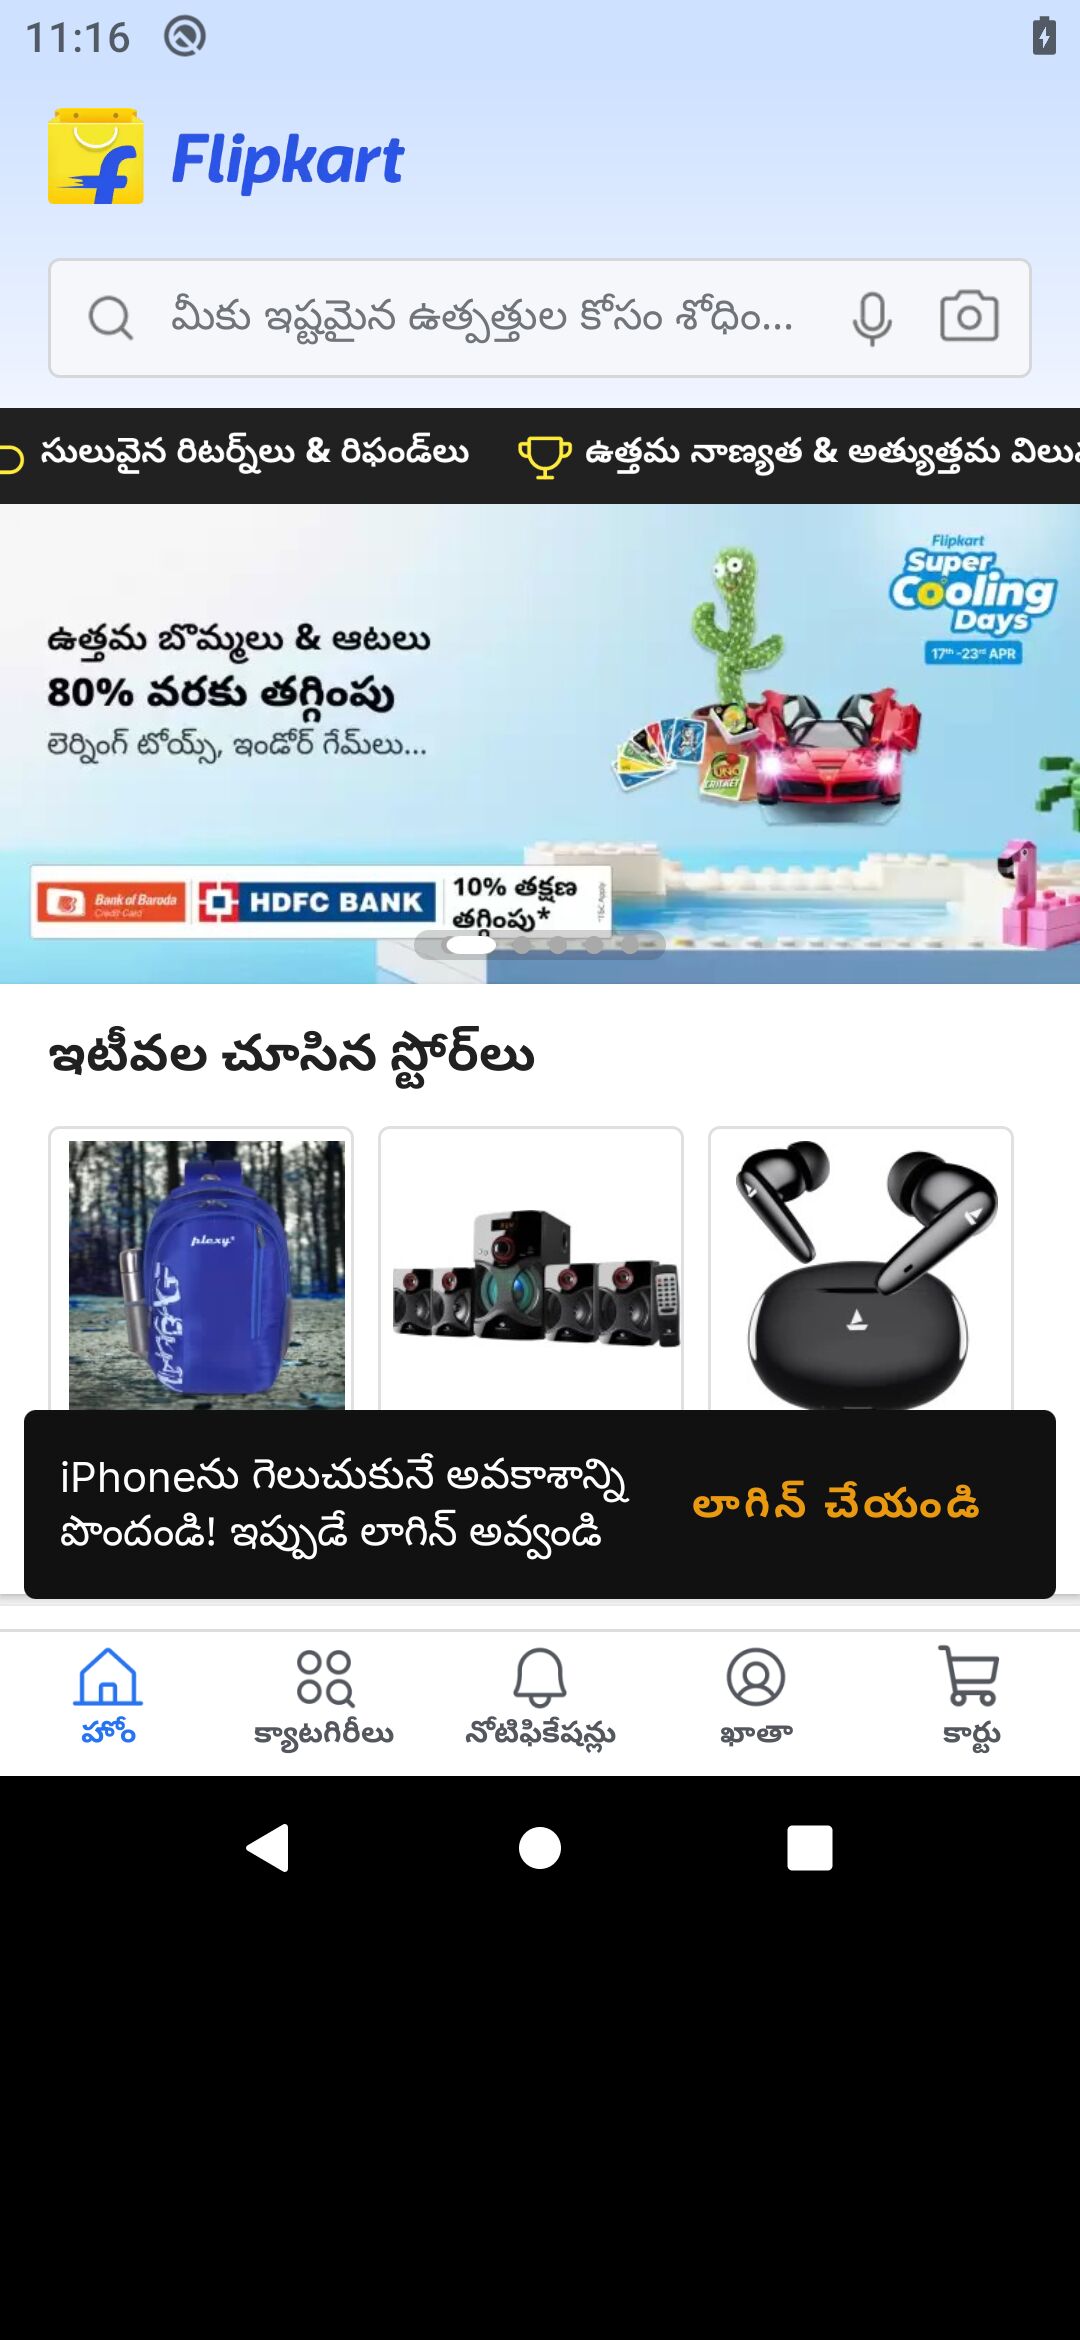 11:16
Flipkart
మీకు ఇష్టమైన ఉత్పత్తుల కోసం శోధిం...
సులువైన రిటర్న్‌లు & రిఫండ్‌లు
ఉత్తమ నాణ్యత & అత్యుత్తమ
Flipkart
Super
Cooling
Days
17th -23rd APR
ఉత్తమ బొమ్మలు & ఆటలు
80% వరకు తగ్గింపు
లెర్నింగ్ టోయ్స్, ఇండోర్ గేమ్‌లు...
UNO
CRICKET
Bank of Baroda
Credit Card
HDFC BANK
10% తక్షణ
తగ్గింపు*
*T&C Apply
ఇటీవల చూసిన స్టోర్‌లు
plexy
iPhoneను గెలుచుకునే అవకాశాన్ని
పొందండి! ఇప్పుడే లాగిన్ అవ్వండి
లాగిన్ చేయండి
హోం
క్యాటగిరీలు
నోటిఫికేషన్లు
ఖాతా
కార్టు